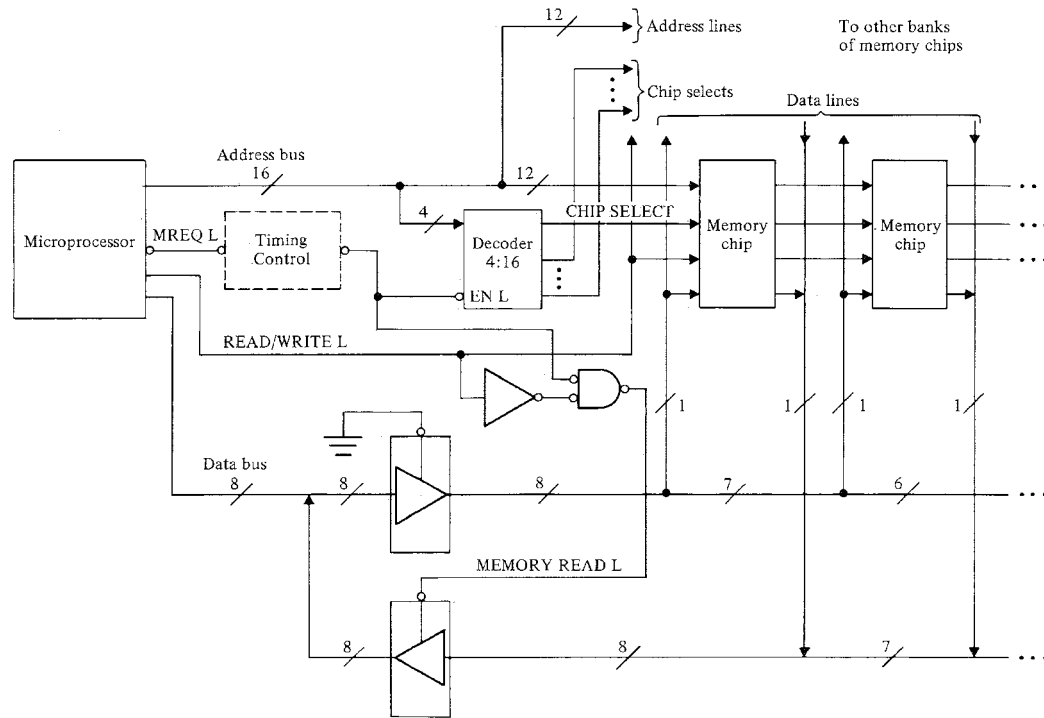 12
Address lines
To other banks
of memory chips
Chip selects
Data lines
Address bus
16
12
4
CHIP SELECT
Microprocessor
MREQ L
Timing
Control
Decoder
4:16
EN L
Memory
chip
Memory
chip
READ/WRITE L
1
1
1
1
Data bus
8
8
8
7
6
MEMORY READ L
8
8
7